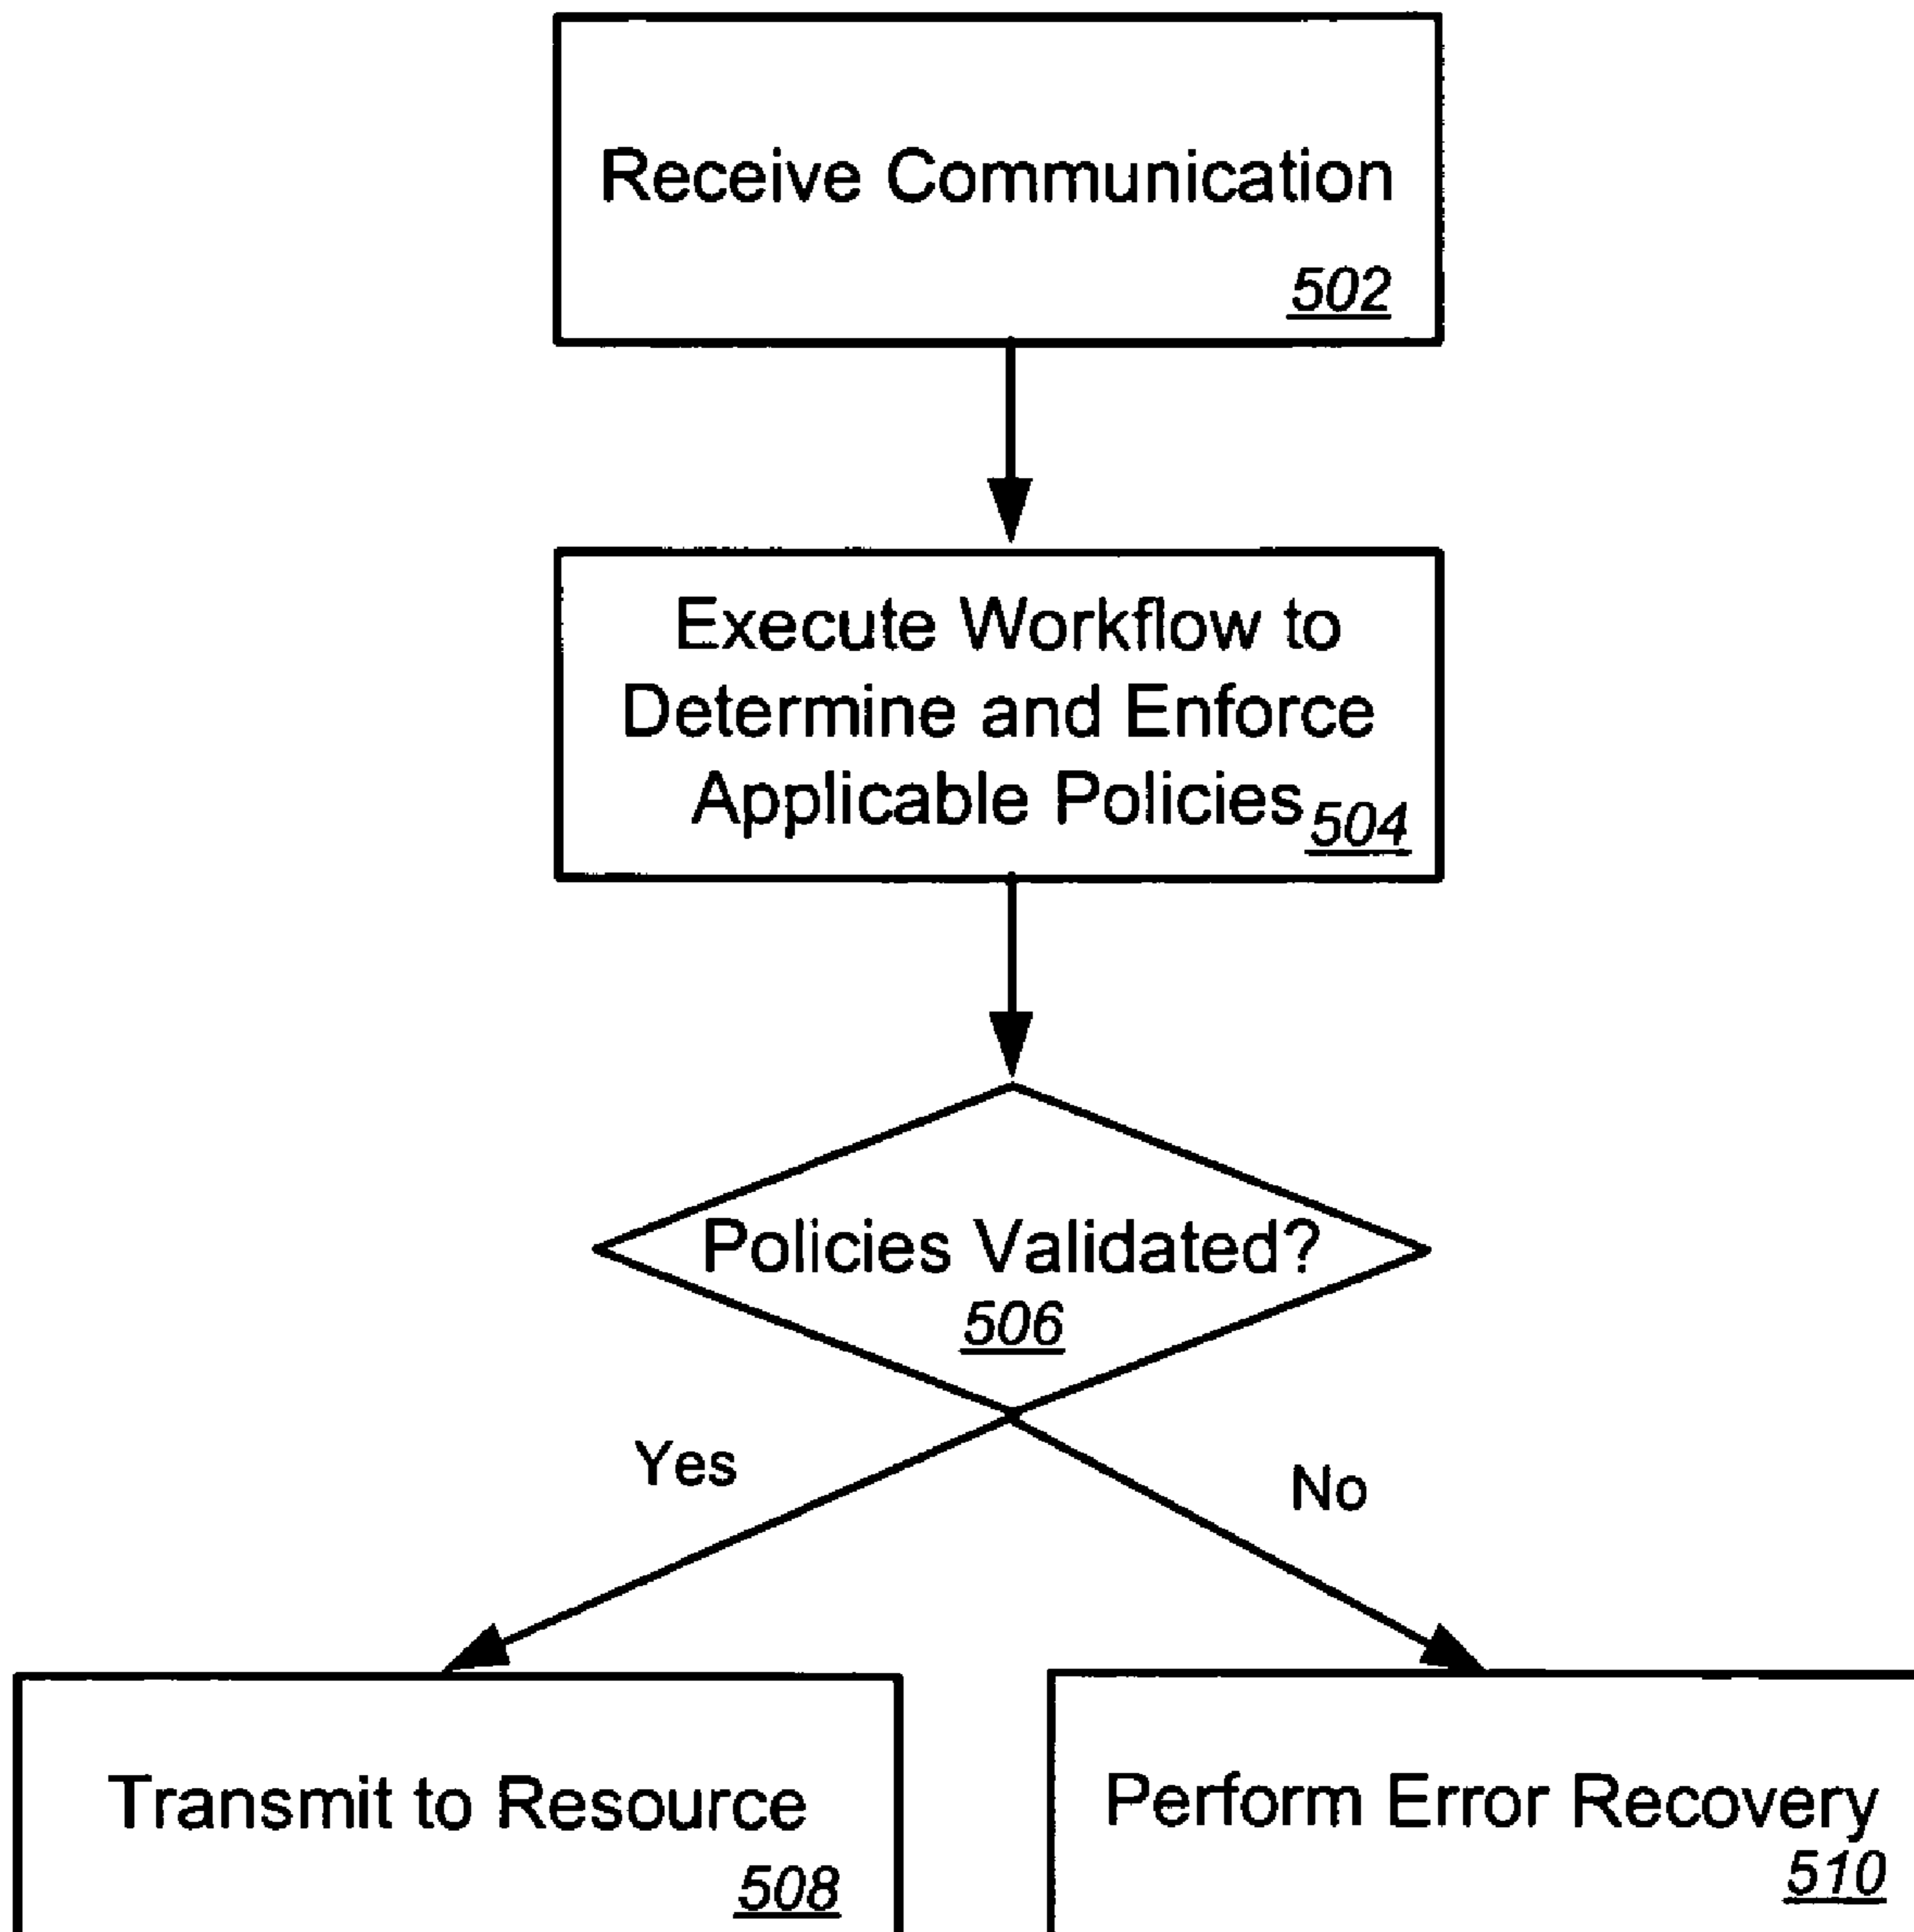 Receive Communication
502
Execute Workflow to
Determine and Enforce
Applicable Policies 504
Policies Validated?
506
Yes
No
Transmit to Resource
508
Perform Error Recovery
510